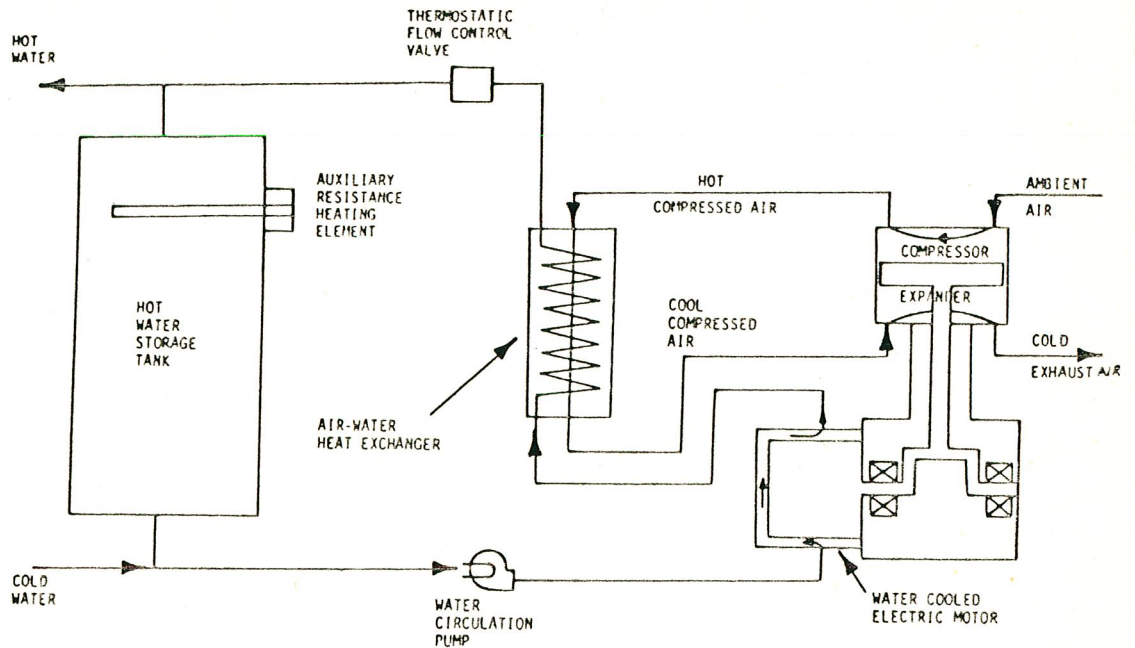 THERMOSTATIC
FLOW CONTROL
VALVE
HOT
WATER
AUXILIARY
RESISTANCE
HEATING
ELEMENT
HOT
COMPRESSED AIR
AMBIENT
AIR
COMPRESSOR
EXPANDER
HOT
WATER
STORAGE
TANK
COOL
COMPRESSED
AIR
COLD
EXHAUST AIR
AIR-WATER
HEAT EXCHANGER
COLD
WATER
WATER
CIRCULATION
PUMP
WATER COOLED
ELECTRIC MOTOR